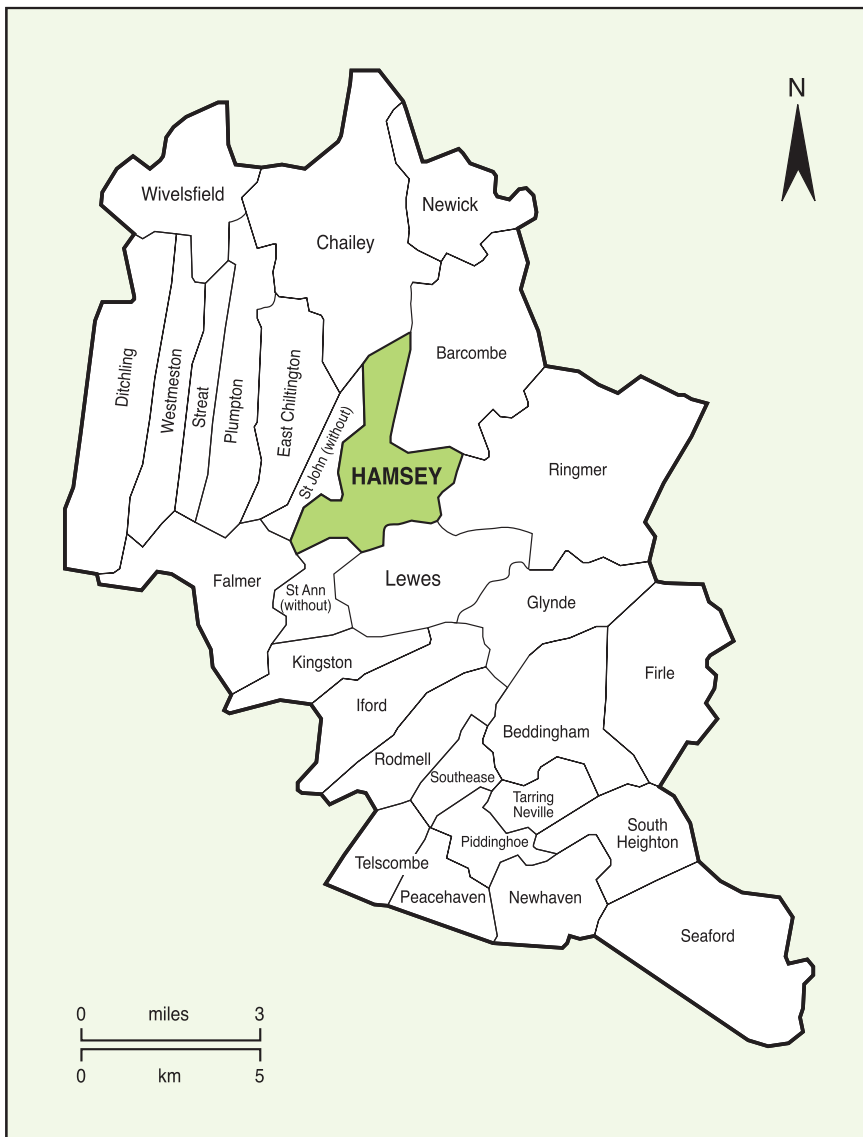 N
Wivelsfield
Newick
Chailey
Barcombe
Ditchling
Westmeston
Streat
Plumpton
East Chiltington
St John (without)
HAMSEY
Ringmer
Falmer
St Ann
(without)
Lewes
Glynde
Kingston
Firle
Iford
Beddingham
Rodmell
Southease
Tarring
Neville
South
Heighton
Piddinghoe
Telscombe
Peacehaven
Newhaven
Seaford
0 miles 3
0 km 5